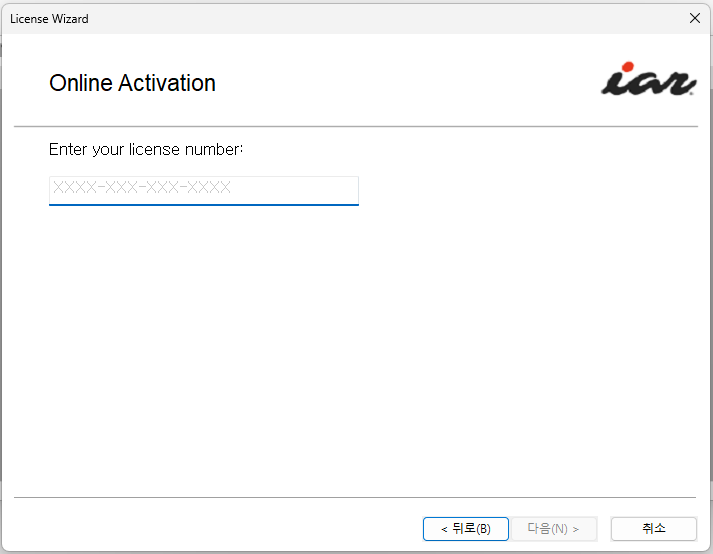 License Wizard
Online Activation
iar
Enter your license number:
XXXX-XXX-XXX-XXXX
< 뒤로(B)
다음(N) >
취소